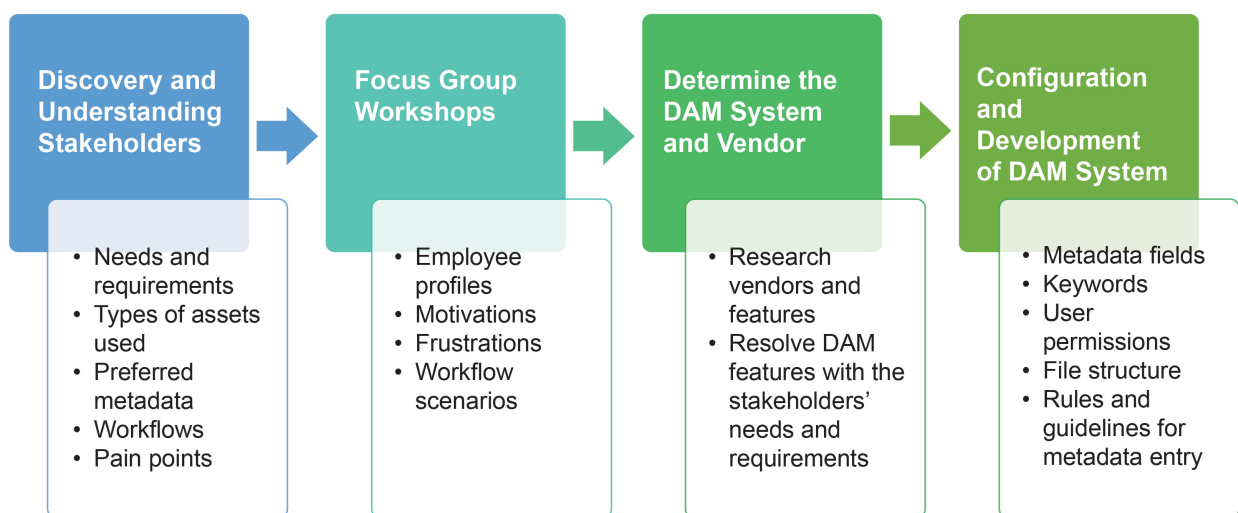 Discovery and
Understanding
Stakeholders
• Needs and
requirements
• Types of assets
used
• Preferred
metadata
• Workflows
• Pain points
Focus Group
Workshops
• Employee
profiles
• Motivations
• Frustrations
• Workflow
scenarios
Determine the
DAM System
and Vendor
• Research
vendors and
features
• Resolve DAM
features with the
stakeholders’
needs and
requirements
Configuration
and
Development
of DAM System
• Metadata fields
• Keywords
• User
permissions
• File structure
• Rules and
guidelines for
metadata entry